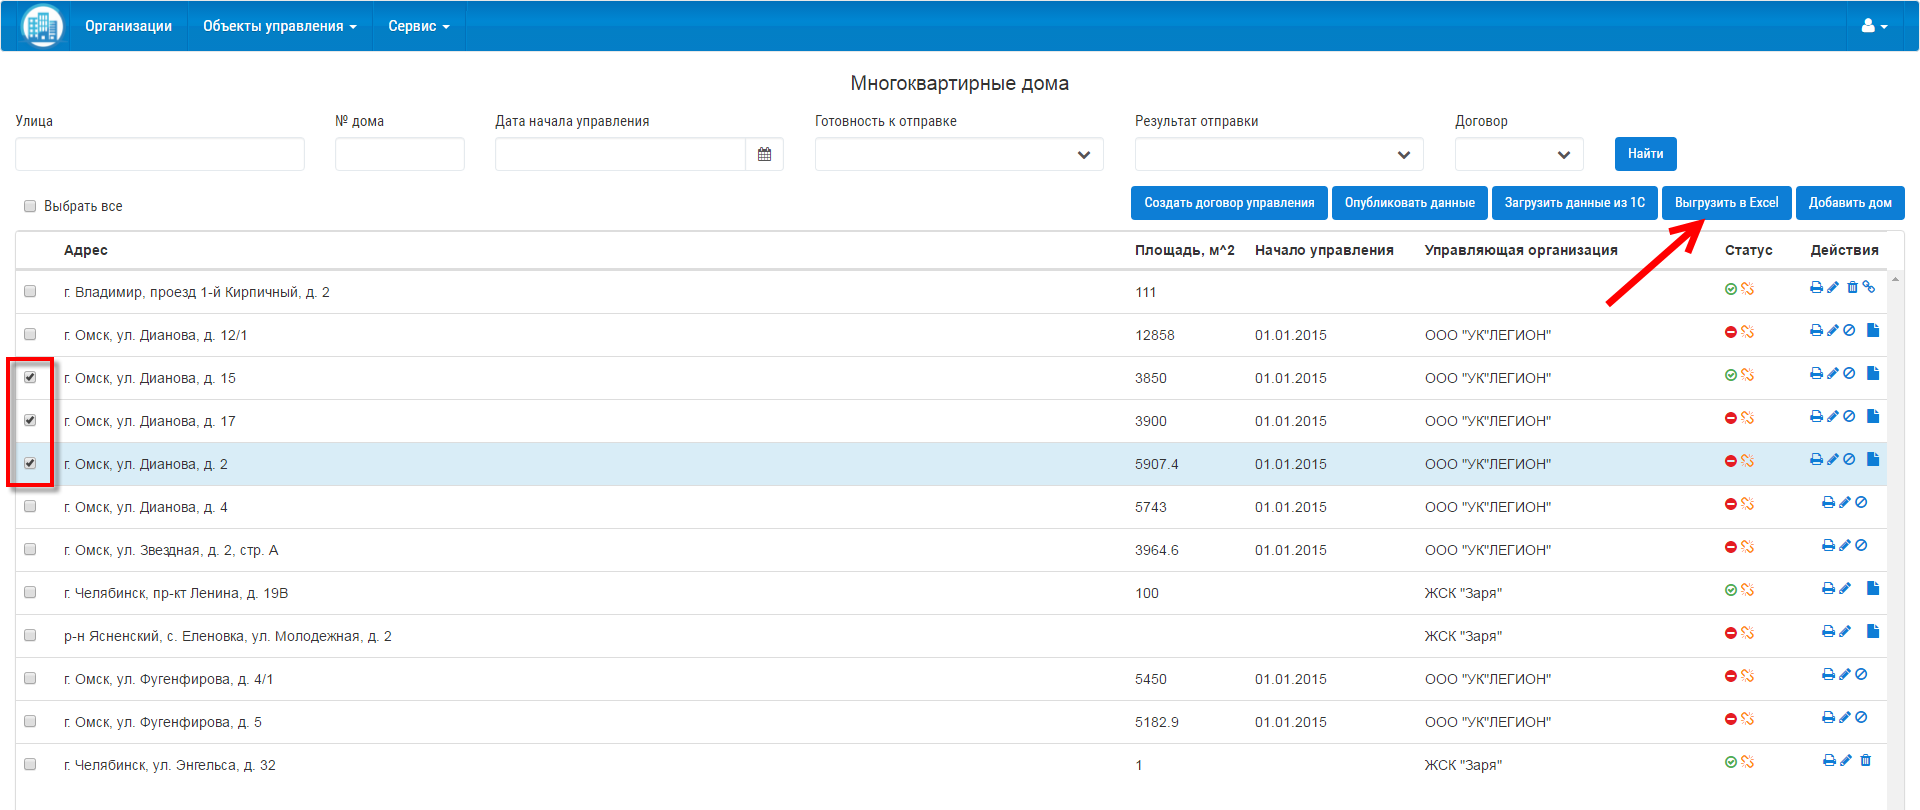 Организации Объекты управления Сервис
Многоквартирные дома
Улица № дома Дата начала управления Готовность к отправке Результат отправки Договор
Найти
Выбрать все Создать договор управления Опубликовать данные Загрузить данные из 1С Выгрузить в Excel Добавить дом
Адрес Площадь, м^2 Начало управления Управляющая организация Статус Действия
г. Владимир, проезд 1-й Кирпичный, д. 2 111
г. Омск, ул. Дианова, д. 12/1 12858 01.01.2015 ООО "УК"ЛЕГИОН"
г. Омск, ул. Дианова, д. 15 3850 01.01.2015 ООО "УК"ЛЕГИОН"
г. Омск, ул. Дианова, д. 17 3900 01.01.2015 ООО "УК"ЛЕГИОН"
г. Омск, ул. Дианова, д. 2 5907.4 01.01.2015 ООО "УК"ЛЕГИОН"
г. Омск, ул. Дианова, д. 4 5743 01.01.2015 ООО "УК"ЛЕГИОН"
г. Омск, ул. Звездная, д. 2, стр. А 3964.6 01.01.2015 ООО "УК"ЛЕГИОН"
г. Челябинск, пр-кт Ленина, д. 19В 100 ЖСК "Заря"
р-н Ясненский, с. Еленовка, ул. Молодежная, д. 2 ЖСК "Заря"
г. Омск, ул. Фугенфирова, д. 4/1 5450 01.01.2015 ООО "УК"ЛЕГИОН"
г. Омск, ул. Фугенфирова, д. 5 5182.9 01.01.2015 ООО "УК"ЛЕГИОН"
г. Челябинск, ул. Энгельса, д. 32 1 ЖСК "Заря"